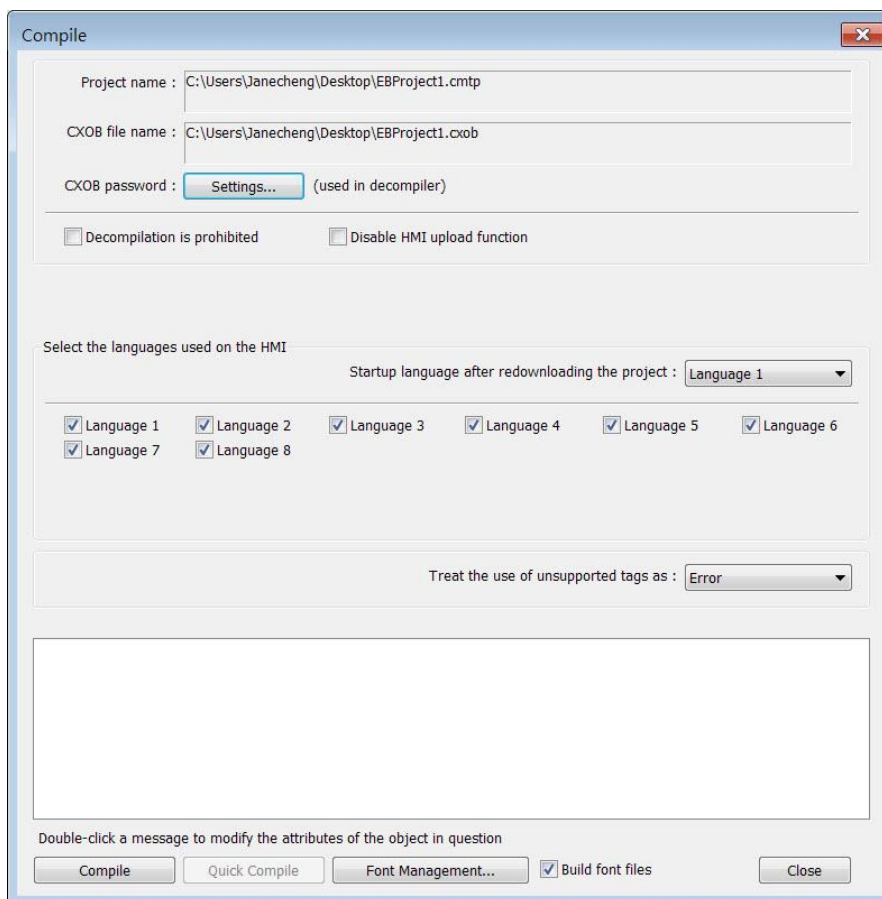 Compile
Project name : C:\Users\Janecheng\Desktop\EBProject1.cmtp
CXOB file name : C:\Users\Janecheng\Desktop\EBProject1.cxob
CXOB password : Settings... (used in decompiler)
Decompilation is prohibited Disable HMI upload function
Select the languages used on the HMI
Startup language after redownloading the project : Language 1
Language 1 Language 2 Language 3 Language 4 Language 5 Language 6
Language 7 Language 8
Treat the use of unsupported tags as : Error
Double-click a message to modify the attributes of the object in question
Compile Quick Compile Font Management... Build font files Close